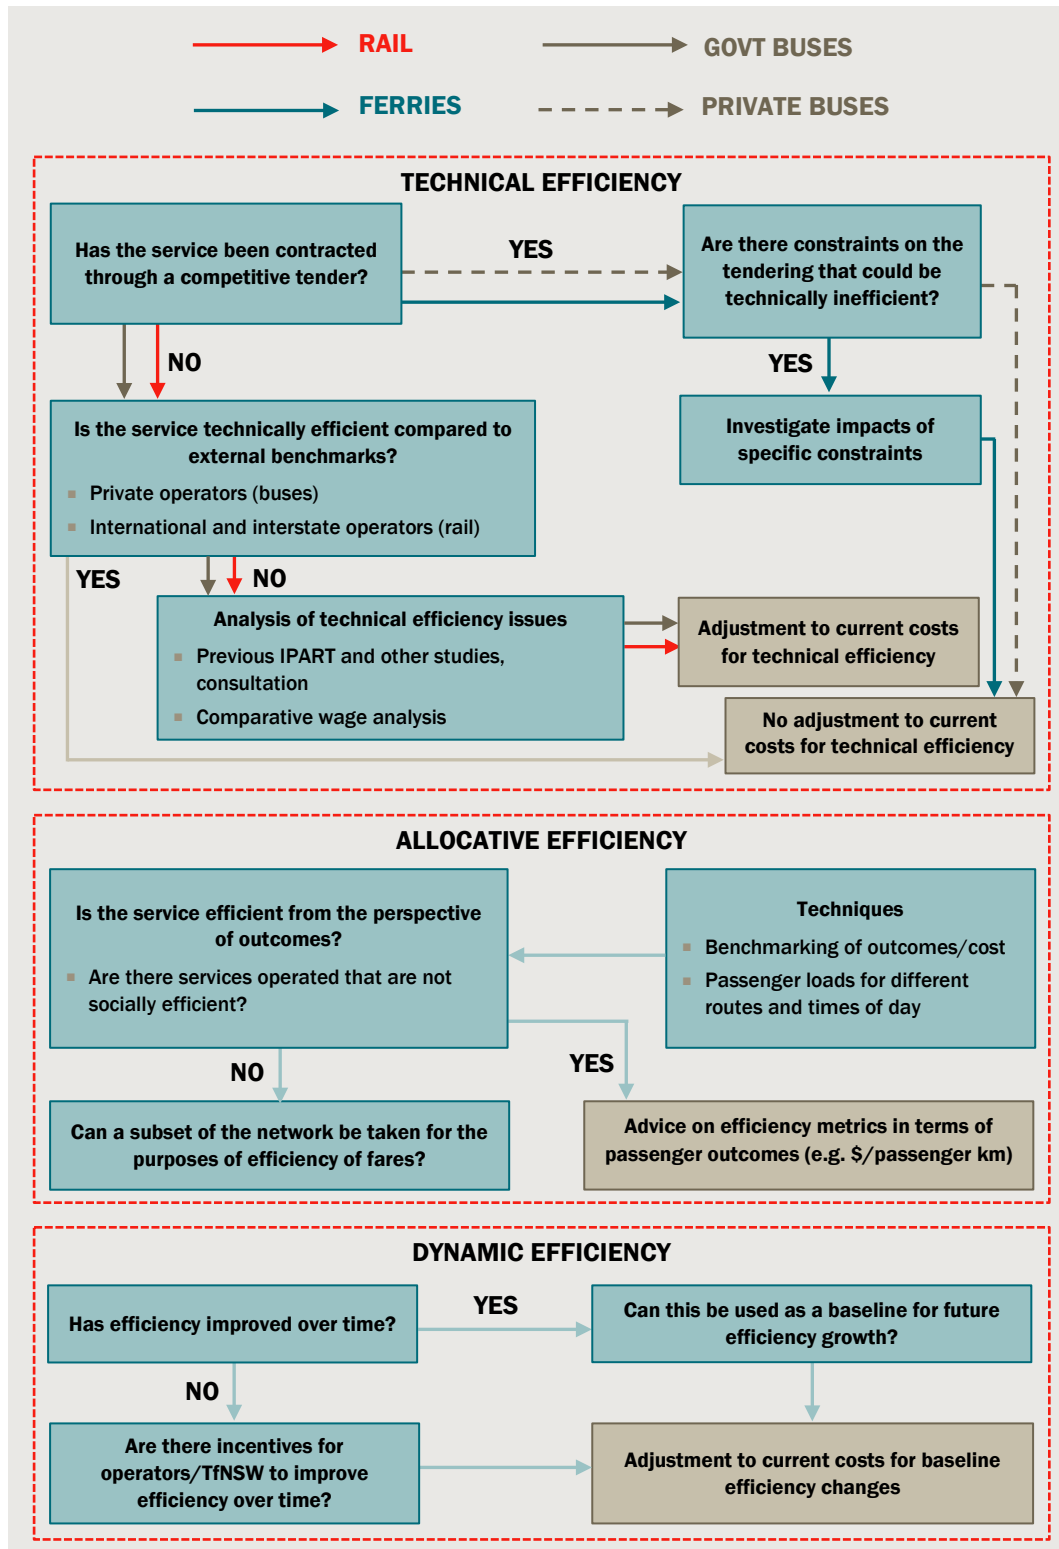 RAIL
GOVT BUSES
FERRIES
PRIVATE BUSES
TECHNICAL EFFICIENCY
Has the service been contracted
through a competitive tender?
YES
Are there constraints on the
tendering that could be
technically inefficient?
NO
YES
Is the service technically efficient compared to
external benchmarks?
Private operators (buses)
International and interstate operators (rail)
Investigate impacts of
specific constraints
YES
NO
Analysis of technical efficiency issues
Previous IPART and other studies,
consultation
Comparative wage analysis
Adjustment to current costs
for technical efficiency
No adjustment to current
costs for technical efficiency
ALLOCATIVE EFFICIENCY
Is the service efficient from the perspective
of outcomes?
Are there services operated that are not
socially efficient?
Techniques
Benchmarking of outcomes/cost
Passenger loads for different
routes and times of day
NO
YES
Can a subset of the network be taken for the
purposes of efficiency of fares?
Advice on efficiency metrics in terms of
passenger outcomes (e.g. $/passenger km)
DYNAMIC EFFICIENCY
Has efficiency improved over time?
YES
Can this be used as a baseline for future
efficiency growth?
NO
Are there incentives for
operators/TfNSW to improve
efficiency over time?
Adjustment to current costs for baseline
efficiency changes